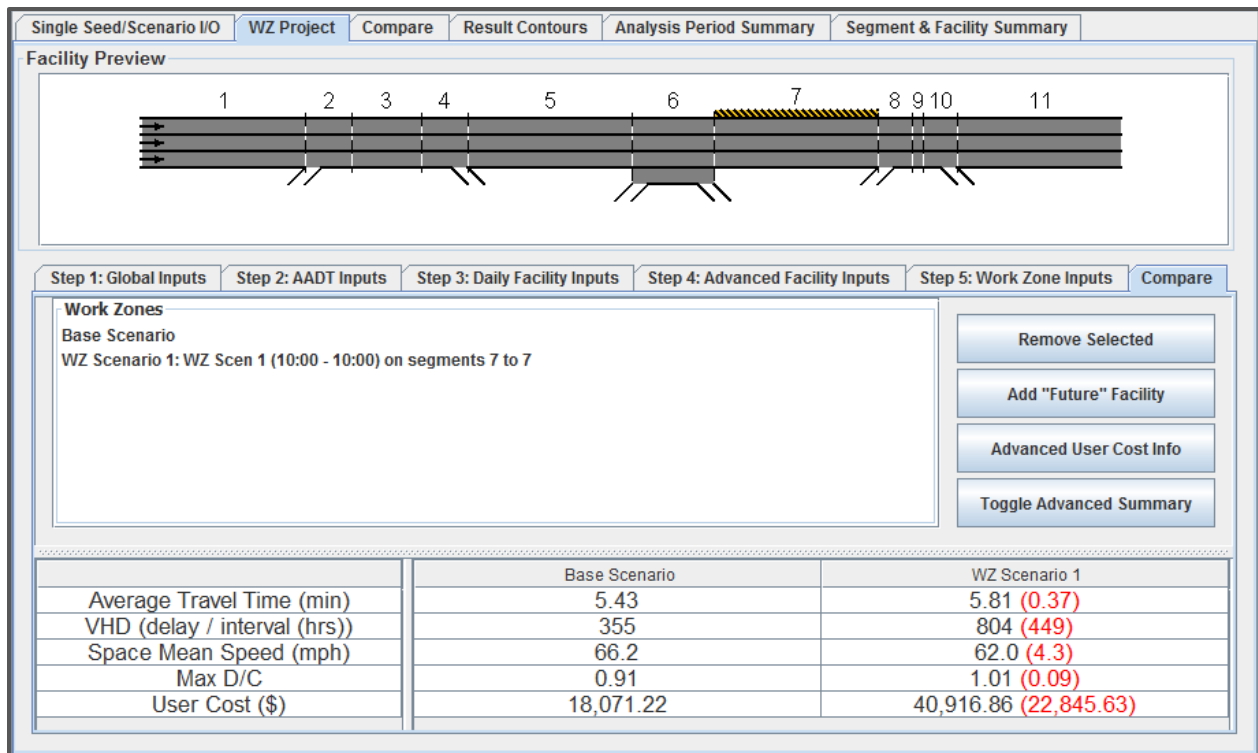 Single Seed/Scenario I/O WZ Project Compare Result Contours Analysis Period Summary Segment & Facility Summary
Facility Preview
1 2 3 4 5 6 7 8 9 10 11
Step 1: Global Inputs Step 2: AADT Inputs Step 3: Daily Facility Inputs Step 4: Advanced Facility Inputs Step 5: Work Zone Inputs Compare
Work Zones
Base Scenario
WZ Scenario 1: WZ Scen 1 (10:00 - 10:00) on segments 7 to 7
Remove Selected
Add "Future" Facility
Advanced User Cost Info
Toggle Advanced Summary
Base Scenario WZ Scenario 1
Average Travel Time (min) 5.43 5.81 (0.37)
VHD (delay / interval (hrs)) 355 804 (449)
Space Mean Speed (mph) 66.2 62.0 (4.3)
Max D/C 0.91 1.01 (0.09)
User Cost ($) 18,071.22 40,916.86 (22,845.63)